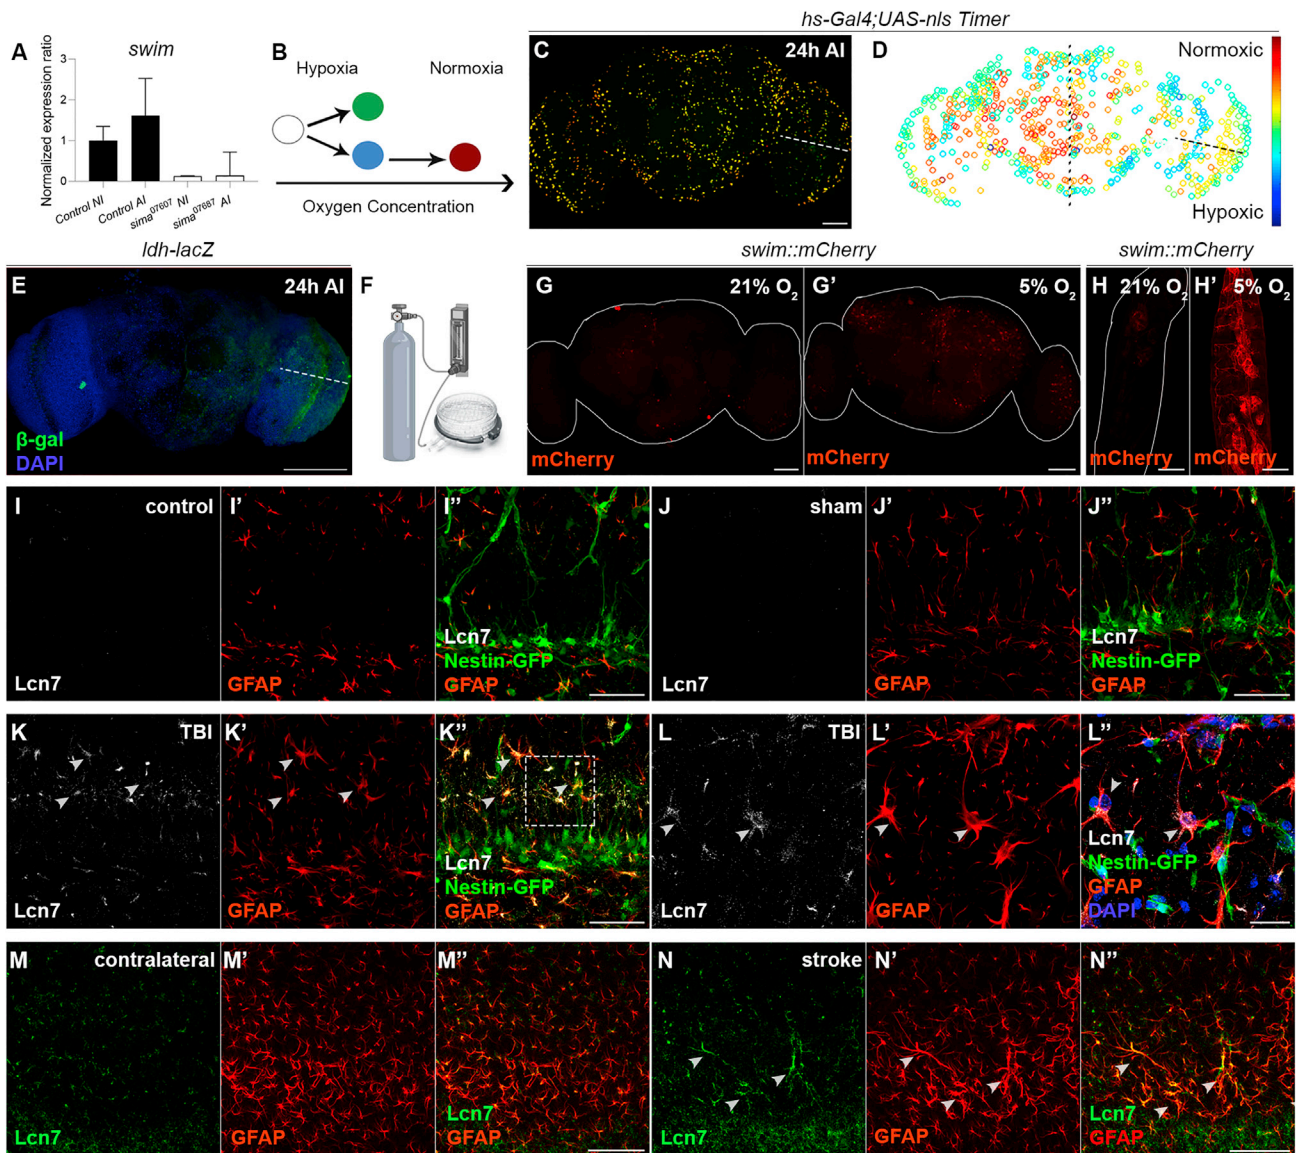 hs-Gal4;UAS-nls Timer
A
swim
Normalized expression ratio
3
2
1
0
Control NI
Control AI
sima⁰⁷⁶⁰⁷ NI
sima⁰⁷⁶⁸⁷ AI
B
Hypoxia
Normoxia
Oxygen Concentration
C
24h AI
D
Normoxic
Hypoxic
ldh-lacZ
swim::mCherry
swim::mCherry
E
24h AI
β-gal
DAPI
F
G
21% O₂
mCherry
G’
5% O₂
mCherry
H
21% O₂
mCherry
H’
5% O₂
mCherry
I
control
Lcn7
I’
GFAP
I’’
Lcn7
Nestin-GFP
GFAP
J
sham
Lcn7
J’
GFAP
J’’
Lcn7
Nestin-GFP
GFAP
K
TBI
Lcn7
K’
GFAP
K’’
Lcn7
Nestin-GFP
GFAP
L
TBI
Lcn7
L’
GFAP
L’’
Lcn7
Nestin-GFP
GFAP
DAPI
M
contralateral
Lcn7
M’
GFAP
M’’
Lcn7
GFAP
N
stroke
Lcn7
N’
GFAP
N’’
Lcn7
GFAP